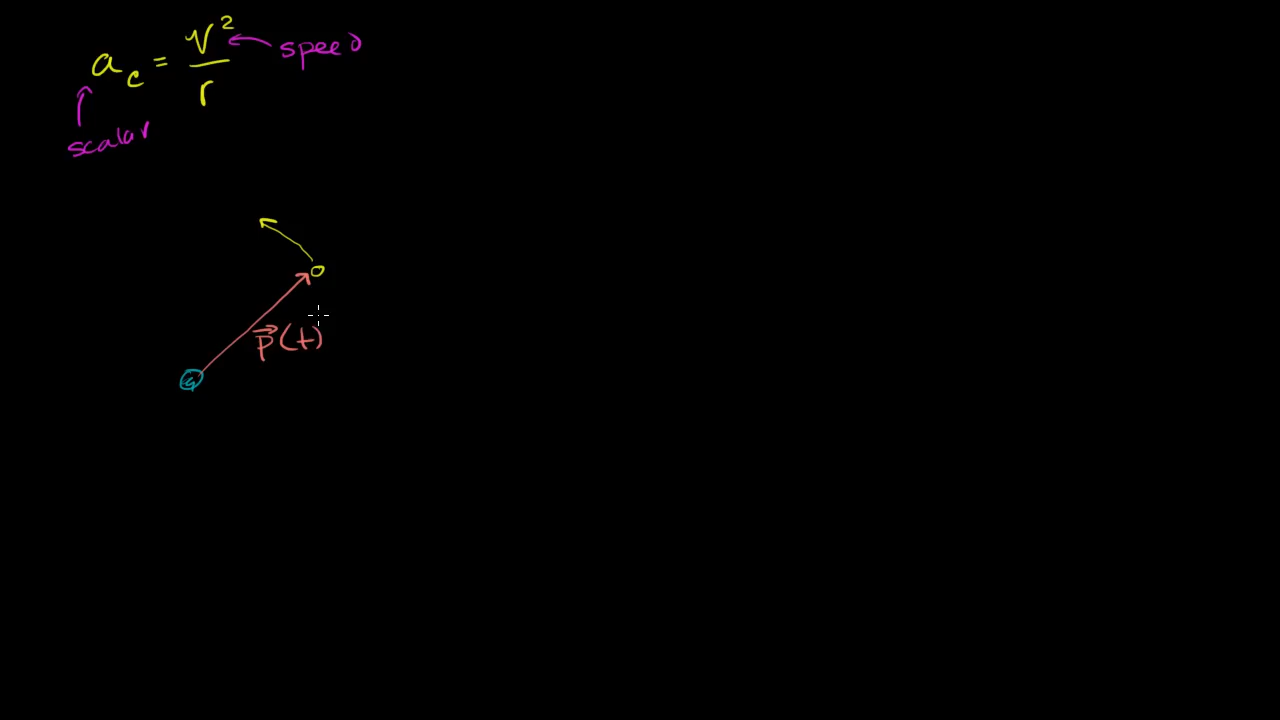 a_c = v²/r ← speed
↑
scalar
p⃗(t)